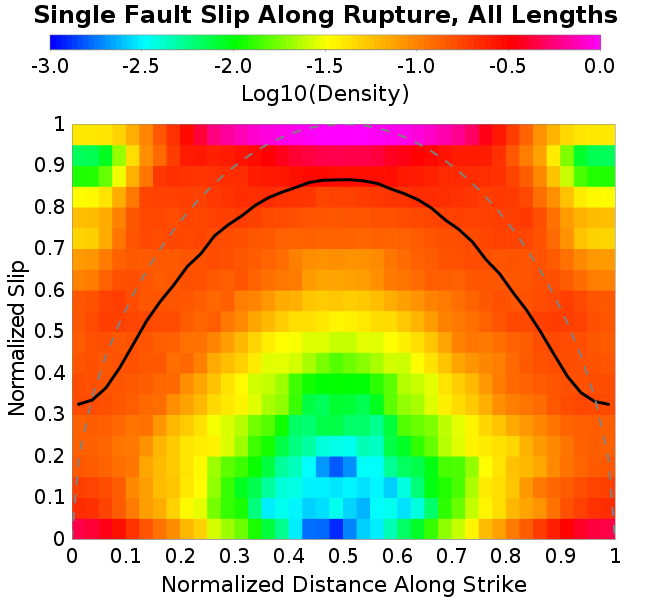 Single Fault Slip Along Rupture, All Lengths
-3.0 -2.5 -2.0 -1.5 -1.0 -0.5 0.0
Log10(Density)
1
0.9
0.8
0.7
0.6
0.5
0.4
0.3
0.2
0.1
0
Normalized Slip
0 0.1 0.2 0.3 0.4 0.5 0.6 0.7 0.8 0.9 1
Normalized Distance Along Strike